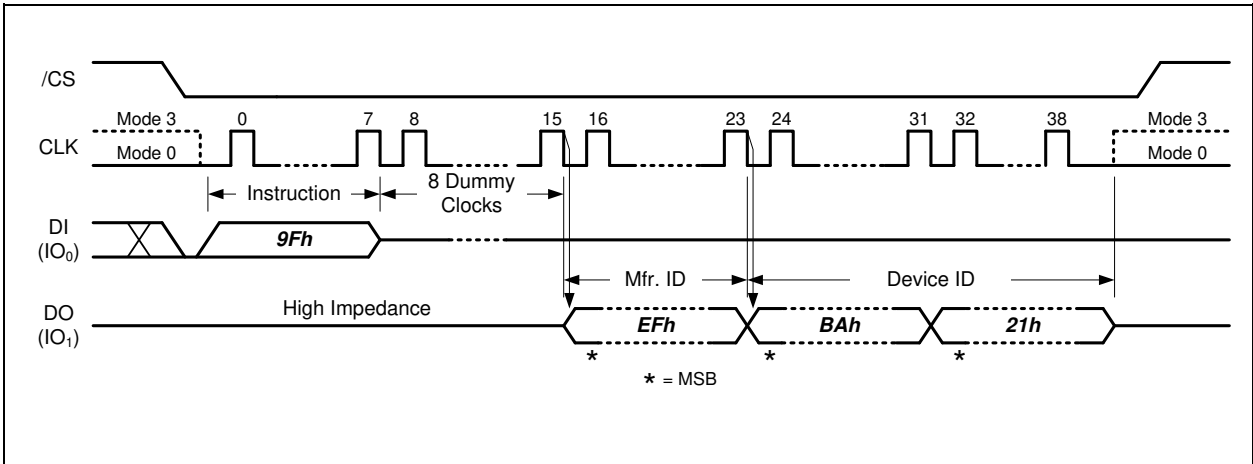 /CS
Mode 3 0 7 8 15 16 23 24 31 32 38 Mode 3
CLK
Mode 0 Mode 0
Instruction
8 Dummy
Clocks
DI
(IO₀)
9Fh
Mfr. ID
Device ID
DO
(IO₁)
High Impedance
EFh
BAh
21h
* * *
* = MSB